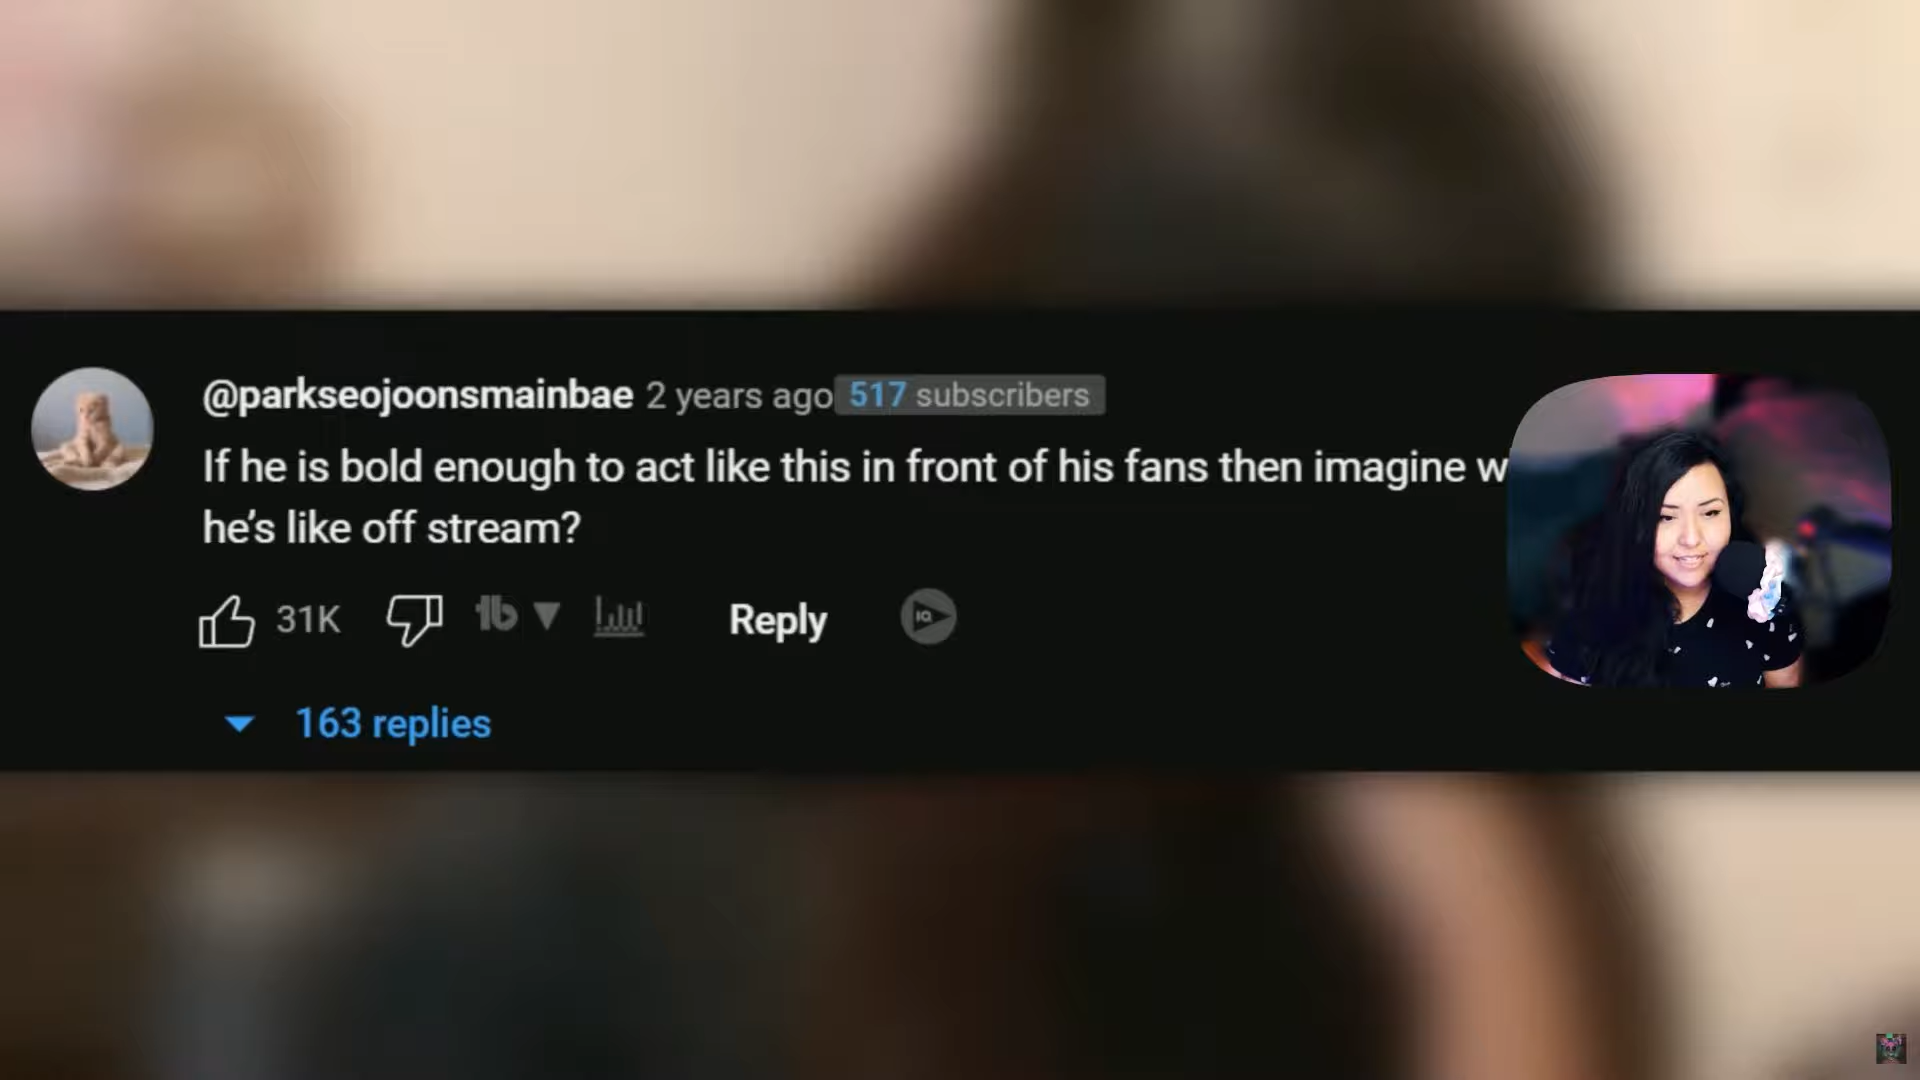 @parkseojoonsmainbae 2 years ago 517 subscribers
If he is bold enough to act like this in front of his fans then imagine
he's like off stream?
31K Reply
163 replies